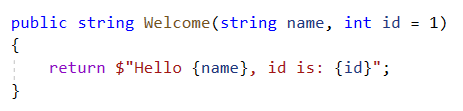 public string Welcome(string name, int id = 1)
{
    return $"Hello {name}, id is: {id}";
}